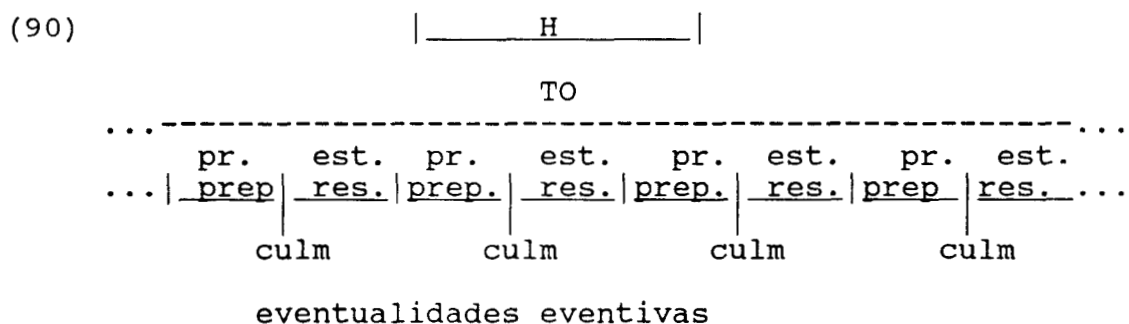 (90) |______H______|
TO
...------------------------------------------------...
pr. est. pr. est. pr. est. pr. est.
...| prep| res. |prep.| res. |prep.| res. |prep | res. ...
culm culm culm culm
eventualidades eventivas